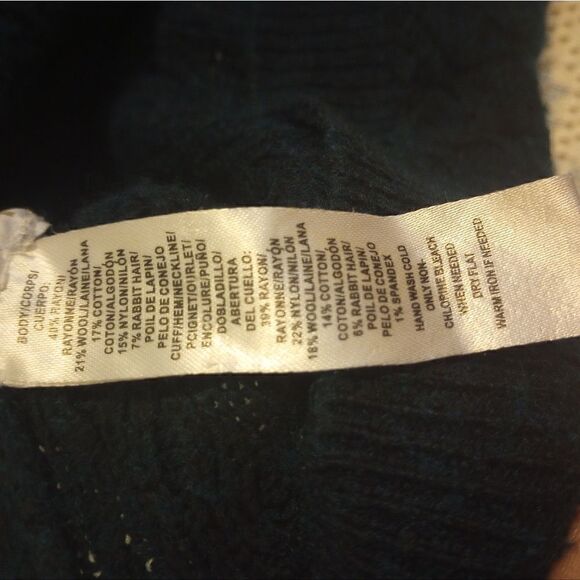 BODY/CORPS/
CUERPO:
40% RAYON/
RAYONNE/RAYÓN
21% WOOL/LAINE/LANA
17% COTTON/
COTON/ALGODÓN
15% NYLON/NILÓN
7% RABBIT HAIR/
POIL DE LAPIN/
PELO DE CONEJO
CUFF/HEM/NECKLINE/
PCIGNET/OURLET/
ENCOLURE/PUÑO/
DOBLADILLO/
ABERTURA
DEL CUELLO:
39% RAYON/
RAYONNE/RAYÓN
22% NYLON/NILÓN
18% WOOL/LAINE/LANA
14% COTTON/
COTON/ALGODÓN
6% RABBIT HAIR/
POIL DE LAPIN/
PELO DE CONEJO
1% SPANDEX
HAND WASH COLD
ONLY NON-
CHLORINE BLEACH
WHEN NEEDED
DRY FLAT
WARM IRON IF NEEDED